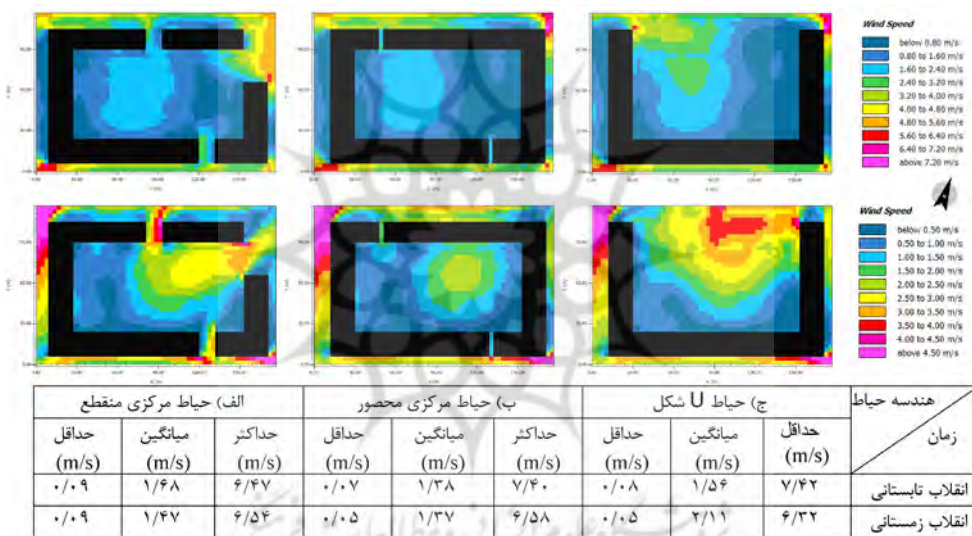 Wind Speed
below 0.80 m/s
0.80 to 1.60 m/s
1.60 to 2.40 m/s
2.40 to 3.20 m/s
3.20 to 4.00 m/s
4.00 to 4.80 m/s
4.80 to 5.60 m/s
5.60 to 6.40 m/s
6.40 to 7.20 m/s
above 7.20 m/s
Wind Speed
below 0.50 m/s
0.50 to 1.00 m/s
1.00 to 1.50 m/s
1.50 to 2.00 m/s
2.00 to 2.50 m/s
2.50 to 3.00 m/s
3.00 to 3.50 m/s
3.50 to 4.00 m/s
4.00 to 4.50 m/s
above 4.50 m/s
هندسه حیاط ج) حیاط U شکل ب) حیاط مرکزی محصور الف) حیاط مرکزی منقطع
زمان حداقل میانگین حداقل حداکثر میانگین حداقل حداکثر میانگین حداقل
(m/s) (m/s) (m/s) (m/s) (m/s) (m/s) (m/s) (m/s) (m/s)
انقلاب تابستانی ۷/۴۲ ۱/۵۶ ۰/۰۸ ۷/۴۰ ۱/۳۸ ۰/۰۷ ۶/۴۷ ۱/۶۸ ۰/۰۹
انقلاب زمستانی ۶/۳۲ ۲/۱۱ ۰/۰۵ ۶/۵۸ ۱/۳۷ ۰/۰۵ ۶/۵۴ ۱/۴۷ ۰/۰۹